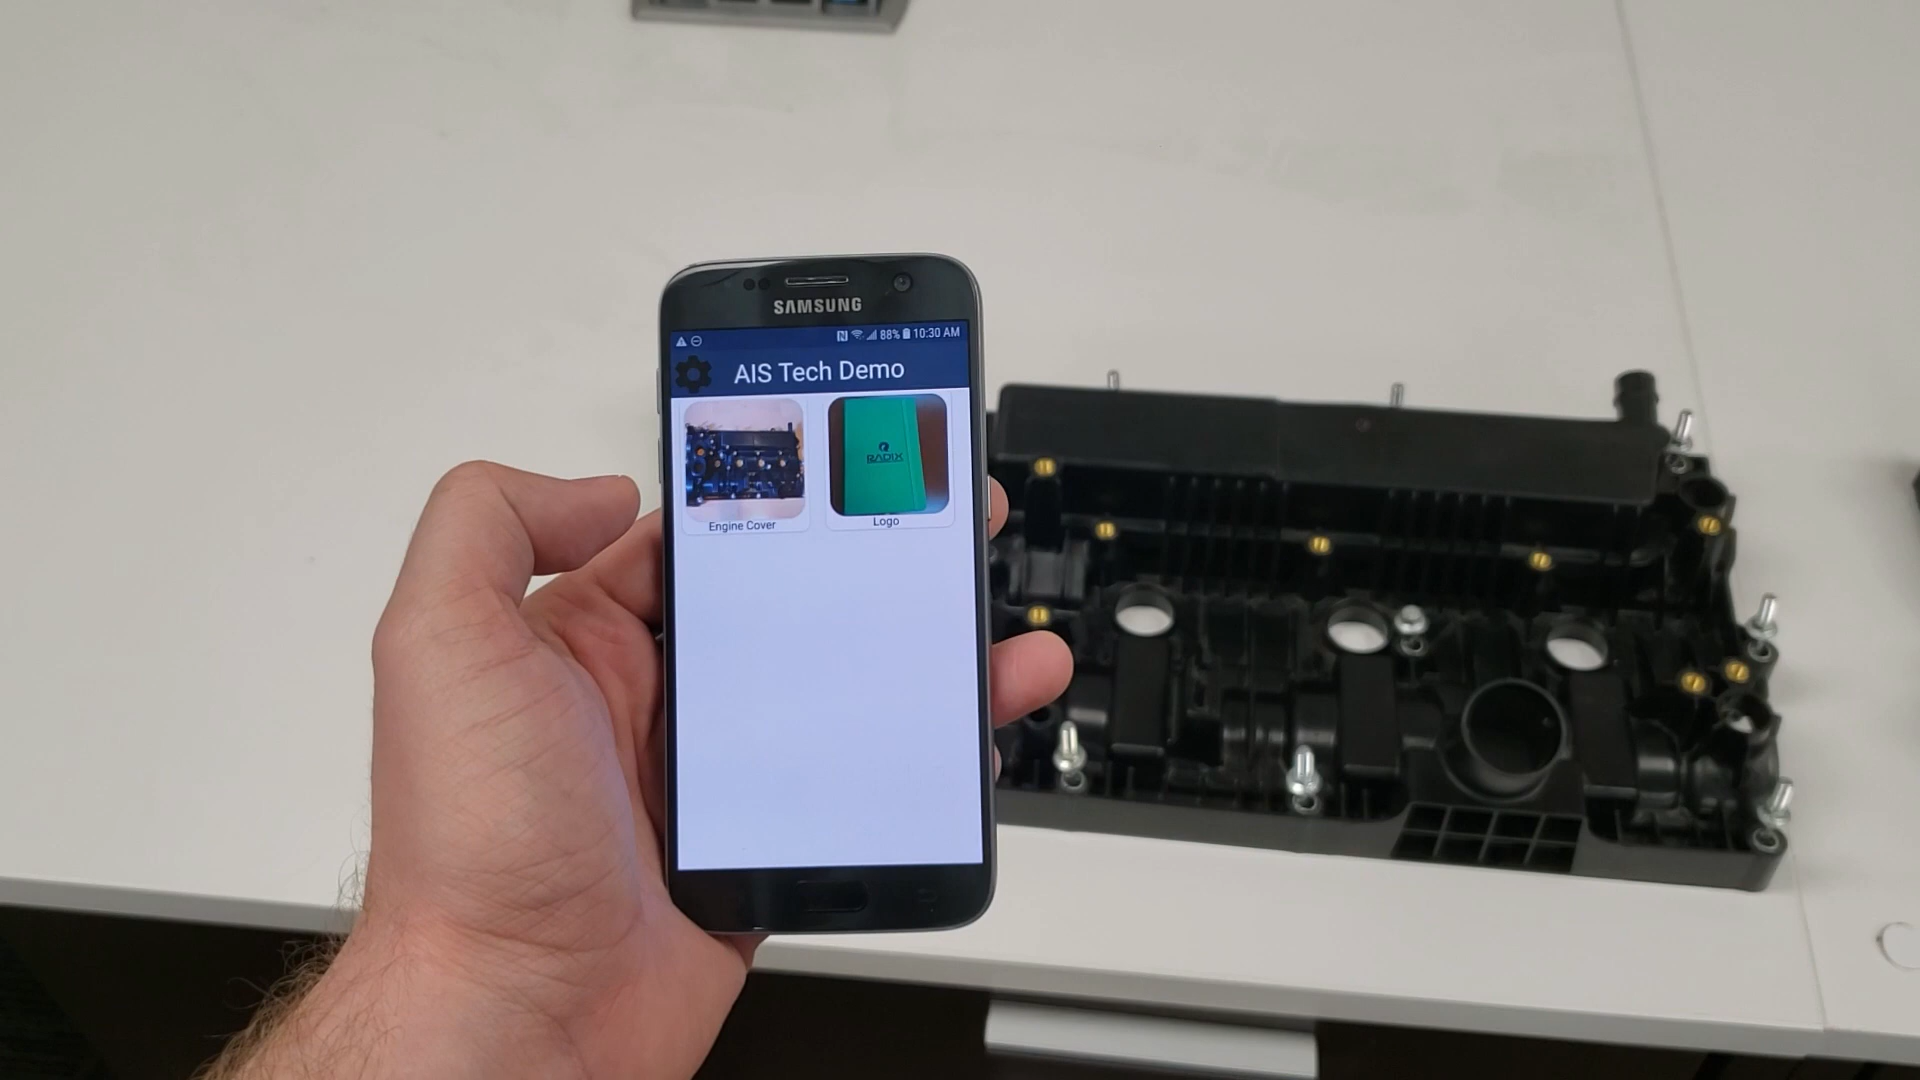 SAMSUNG
88% 10:30 AM
AIS Tech Demo
RADIX
Engine Cover
Logo